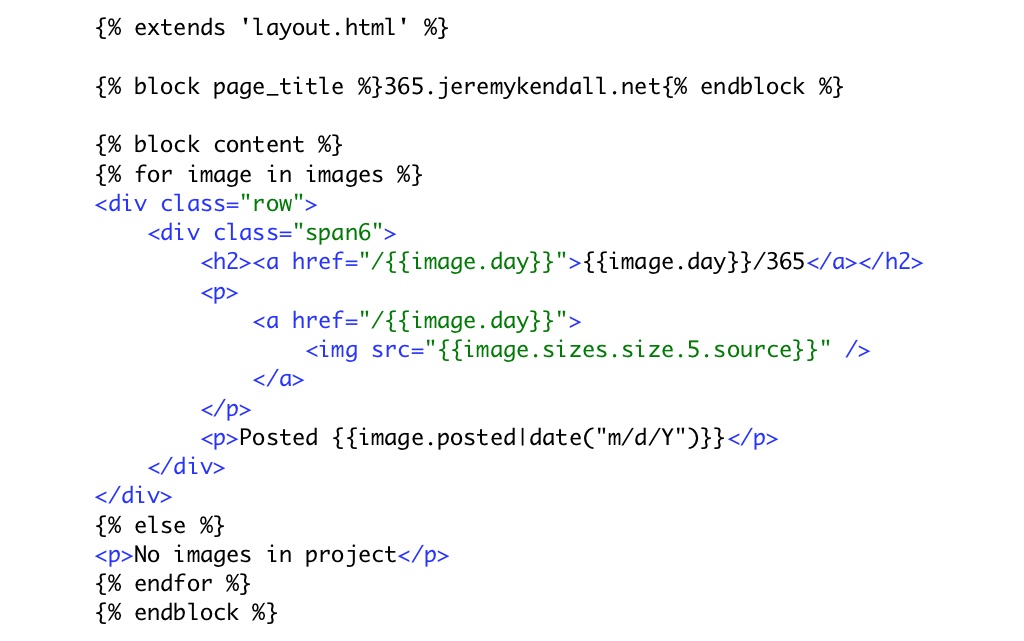 {% extends 'layout.html' %}
{% block page_title %}365.jeremykendall.net{% endblock %}
{% block content %}
{% for image in images %}
<div class="row">
    <div class="span6">
        <h2><a href="/{{image.day}}">{{image.day}}/365</a></h2>
        <p>
            <a href="/{{image.day}}">
                <img src="{{image.sizes.size.5.source}}" />
            </a>
        </p>
        <p>Posted {{image.posted|date("m/d/Y")}}</p>
    </div>
</div>
{% else %}
<p>No images in project</p>
{% endfor %}
{% endblock %}